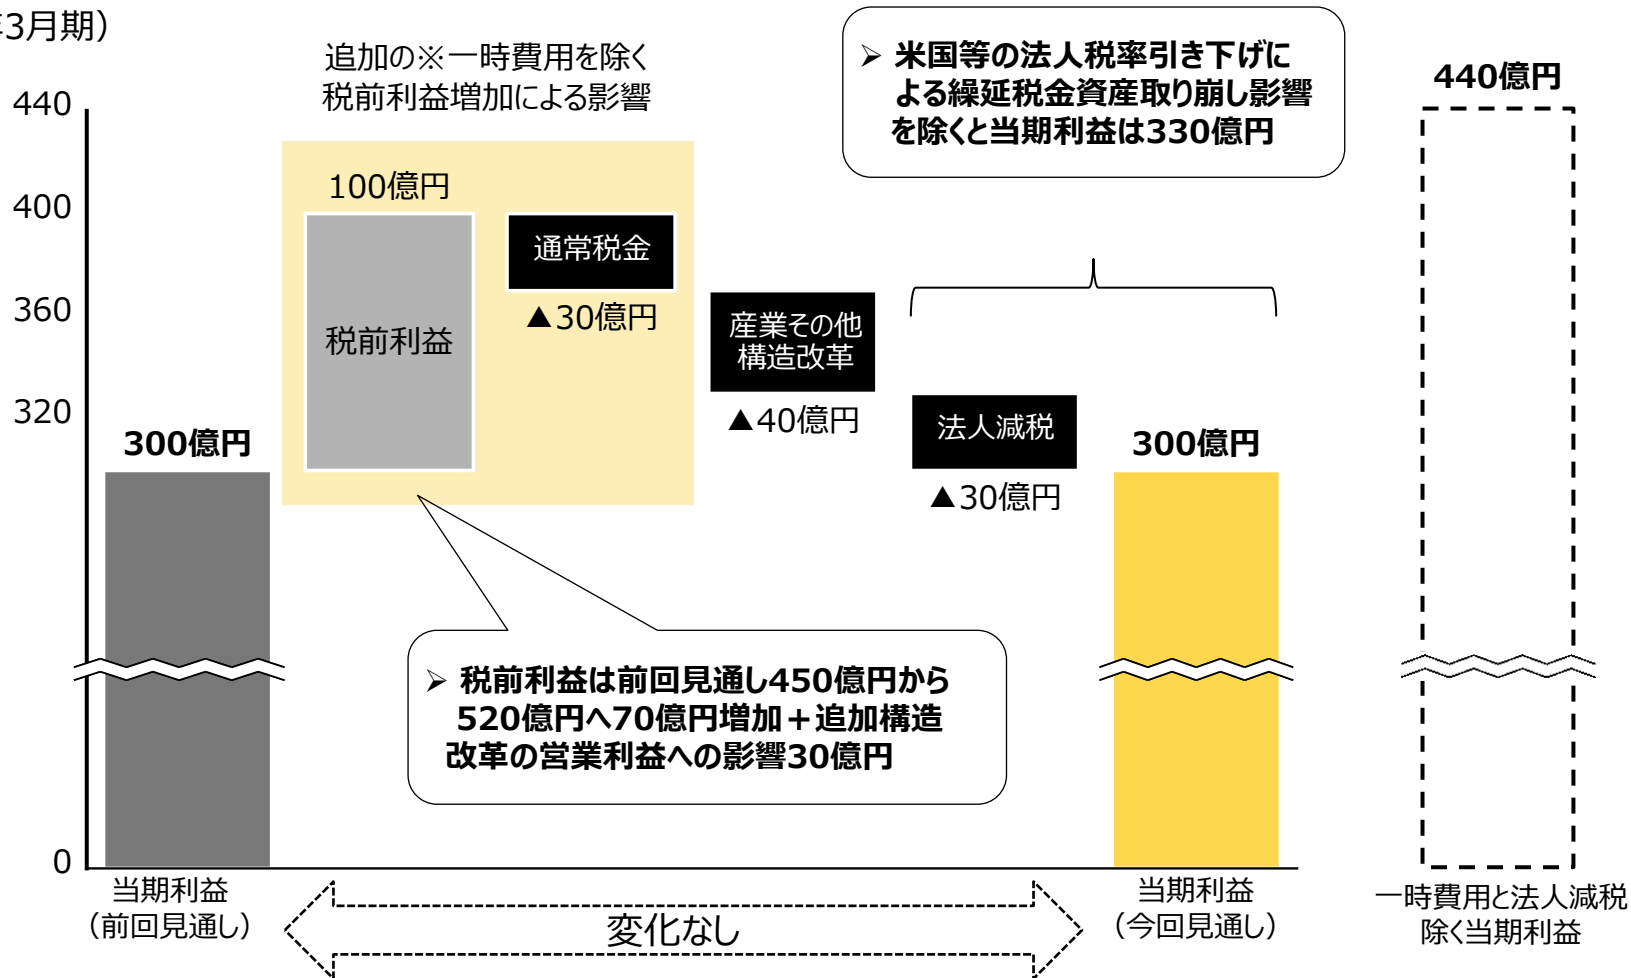 年3月期）
追加の※一時費用を除く
税前利益増加による影響
➢ 米国等の法人税率引き下げに
よる繰延税金資産取り崩し影響
を除くと当期利益は330億円
440億円
440
400
360
320
0
100億円
税前利益
通常税金
▲30億円
産業その他
構造改革
▲40億円
法人減税
▲30億円
300億円
300億円
➢ 税前利益は前回見通し450億円から
520億円へ70億円増加＋追加構造
改革の営業利益への影響30億円
当期利益
（前回見通し）
変化なし
当期利益
（今回見通し）
一時費用と法人減税
除く当期利益